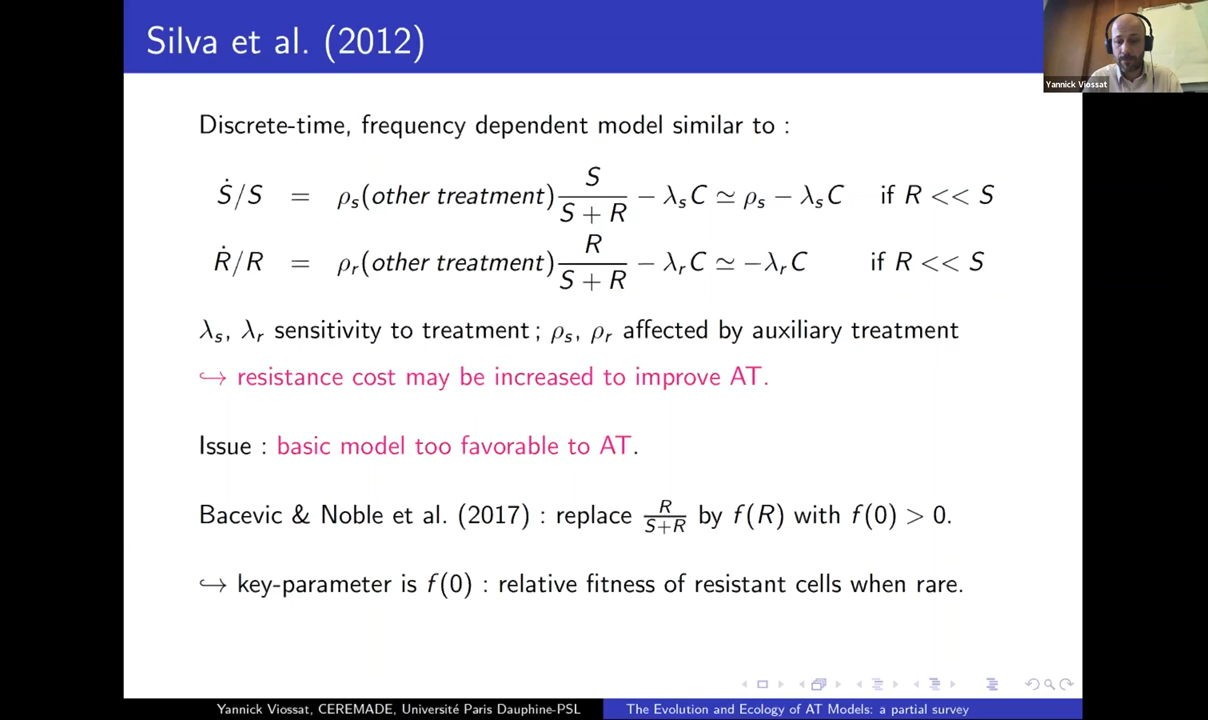 Silva et al. (2012)
Yannick Viossat
Discrete-time, frequency dependent model similar to :
Ṡ/S = ρ_s(other treatment) S/(S + R) − λ_s C ≃ ρ_s − λ_s C if R << S
Ṙ/R = ρ_r(other treatment) R/(S + R) − λ_r C ≃ −λ_r C if R << S
λ_s, λ_r sensitivity to treatment ; ρ_s, ρ_r affected by auxiliary treatment
↪ resistance cost may be increased to improve AT.
Issue : basic model too favorable to AT.
Bacevic & Noble et al. (2017) : replace R/(S+R) by f(R) with f(0) > 0.
↪ key-parameter is f(0) : relative fitness of resistant cells when rare.
Yannick Viossat, CEREMADE, Université Paris Dauphine-PSL
The Evolution and Ecology of AT Models: a partial survey